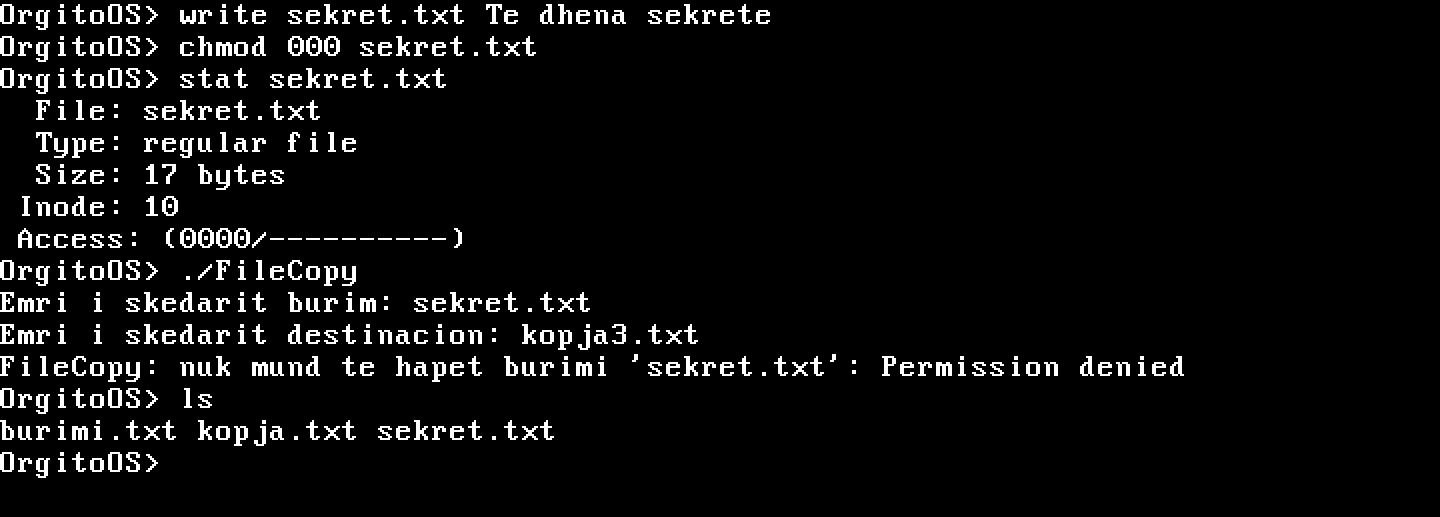 OrgitoOS> write sekret.txt Te dhena sekrete
OrgitoOS> chmod 000 sekret.txt
OrgitoOS> stat sekret.txt
  File: sekret.txt
  Type: regular file
  Size: 17 bytes
 Inode: 10
 Access: (0000/----------)
OrgitoOS> ./FileCopy
Emri i skedarit burim: sekret.txt
Emri i skedarit destinacion: kopja3.txt
FileCopy: nuk mund te hapet burimi 'sekret.txt': Permission denied
OrgitoOS> ls
burimi.txt kopja.txt sekret.txt
OrgitoOS>